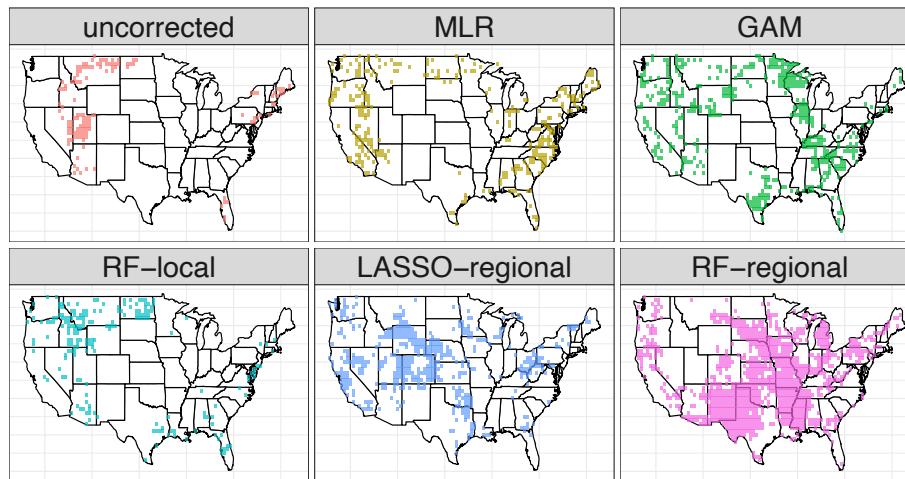 uncorrected
MLR
GAM
RF−local
LASSO−regional
RF−regional